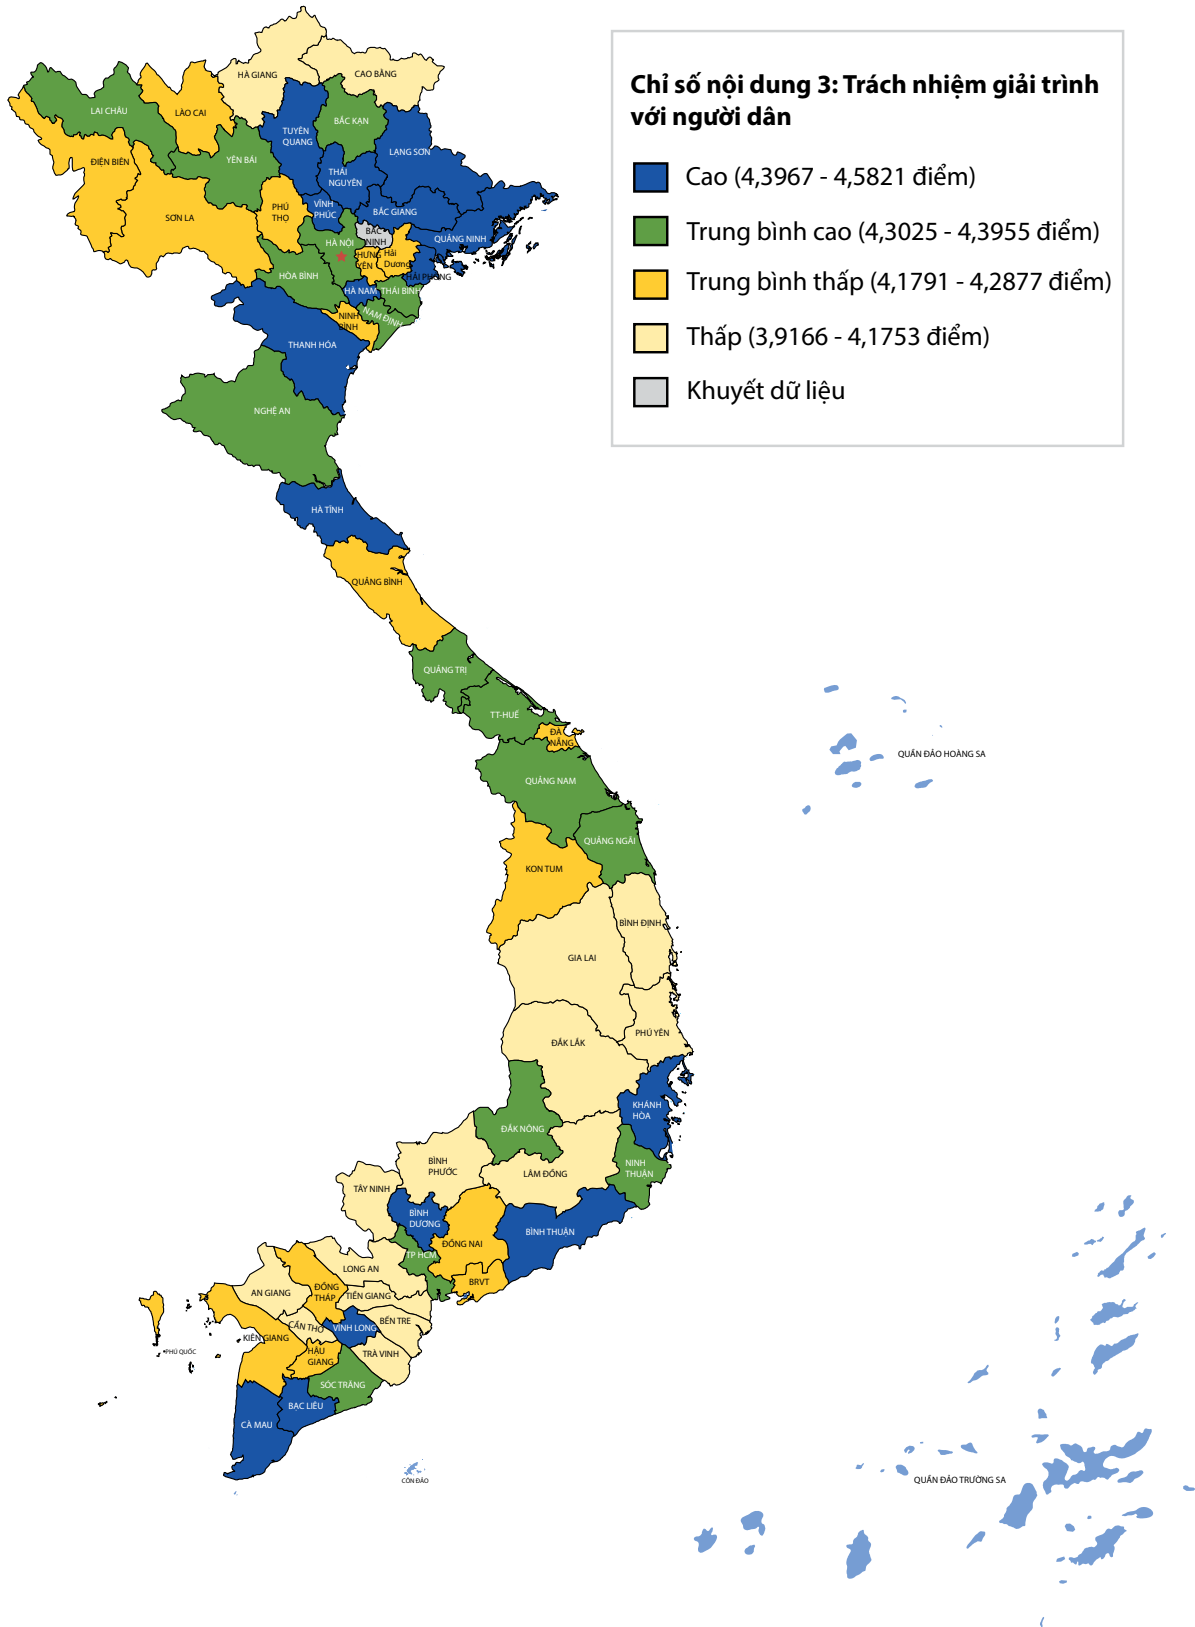 Chỉ số nội dung 3: Trách nhiệm giải trình
với người dân
Cao (4,3967 - 4,5821 điểm)
Trung bình cao (4,3025 - 4,3955 điểm)
Trung bình thấp (4,1791 - 4,2877 điểm)
Thấp (3,9166 - 4,1753 điểm)
Khuyết dữ liệu
HÀ GIANG
CAO BẰNG
LAI CHÂU
LÀO CAI
BẮC KẠN
TUYÊN
QUANG
LẠNG SƠN
ĐIỆN BIÊN
YÊN BÁI
THÁI
NGUYÊN
SƠN LA
PHÚ
THỌ
VĨNH
PHÚC
BẮC GIANG
BẮC
NINH
QUẢNG NINH
HÀ NỘI
HƯNG
YÊN
Hải
Dương
HẢI PHÒNG
HÒA BÌNH
HÀ NAM
THÁI BÌNH
NAM ĐỊNH
NINH
BÌNH
THANH HÓA
NGHỆ AN
HÀ TĨNH
QUẢNG BÌNH
QUẢNG TRỊ
TT-HUẾ
ĐÀ
NẴNG
QUẦN ĐẢO HOÀNG SA
QUẢNG NAM
QUẢNG NGÃI
KON TUM
BÌNH ĐỊNH
GIA LAI
PHÚ YÊN
ĐẮK LẮK
KHÁNH
HÒA
ĐẮK NÔNG
BÌNH
PHƯỚC
LÂM ĐỒNG
NINH
THUẬN
TÂY NINH
BÌNH
DƯƠNG
BÌNH THUẬN
ĐỒNG NAI
TP HCM
LONG AN
BRVT
AN GIANG
ĐỒNG
THÁP
TIỀN GIANG
BẾN TRE
CẦN THƠ
VĨNH LONG
KIÊN GIANG
PHÚ QUỐC
HẬU
GIANG
TRÀ VINH
SÓC TRĂNG
BẠC LIÊU
CÀ MAU
CÔN ĐẢO
QUẦN ĐẢO TRƯỜNG SA